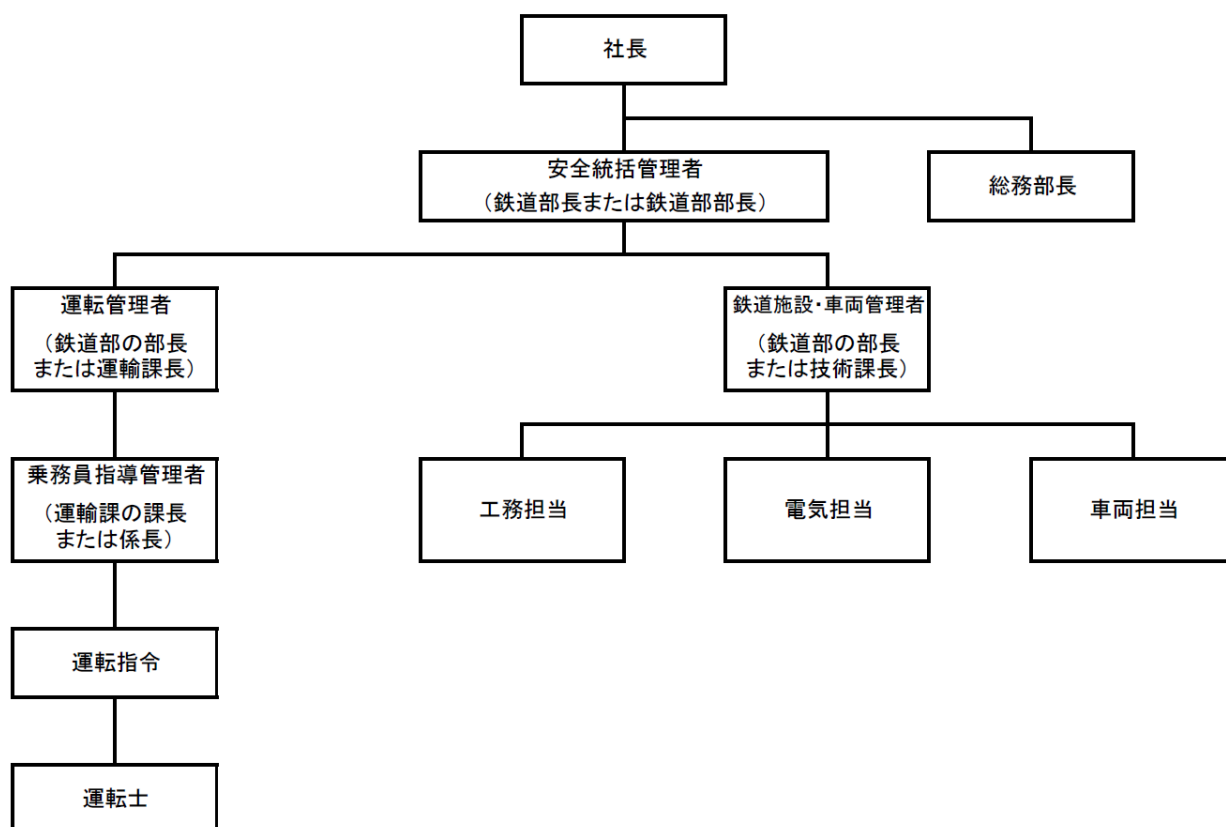 社長
安全統括管理者
（鉄道部長または鉄道部部長）
総務部長
運転管理者
（鉄道部の部長
または運輸課長）
鉄道施設・車両管理者
（鉄道部の部長
または技術課長）
乗務員指導管理者
（運輸課の課長
または係長）
工務担当
電気担当
車両担当
運転指令
運転士